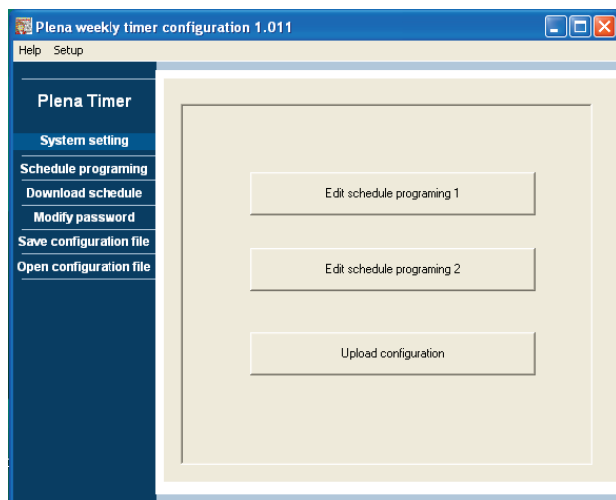 Plena weekly timer configuration 1.011
Help Setup
Plena Timer
System setting
Schedule programing
Download schedule
Modify password
Save configuration file
Open configuration file
Edit schedule programing 1
Edit schedule programing 2
Upload configuration